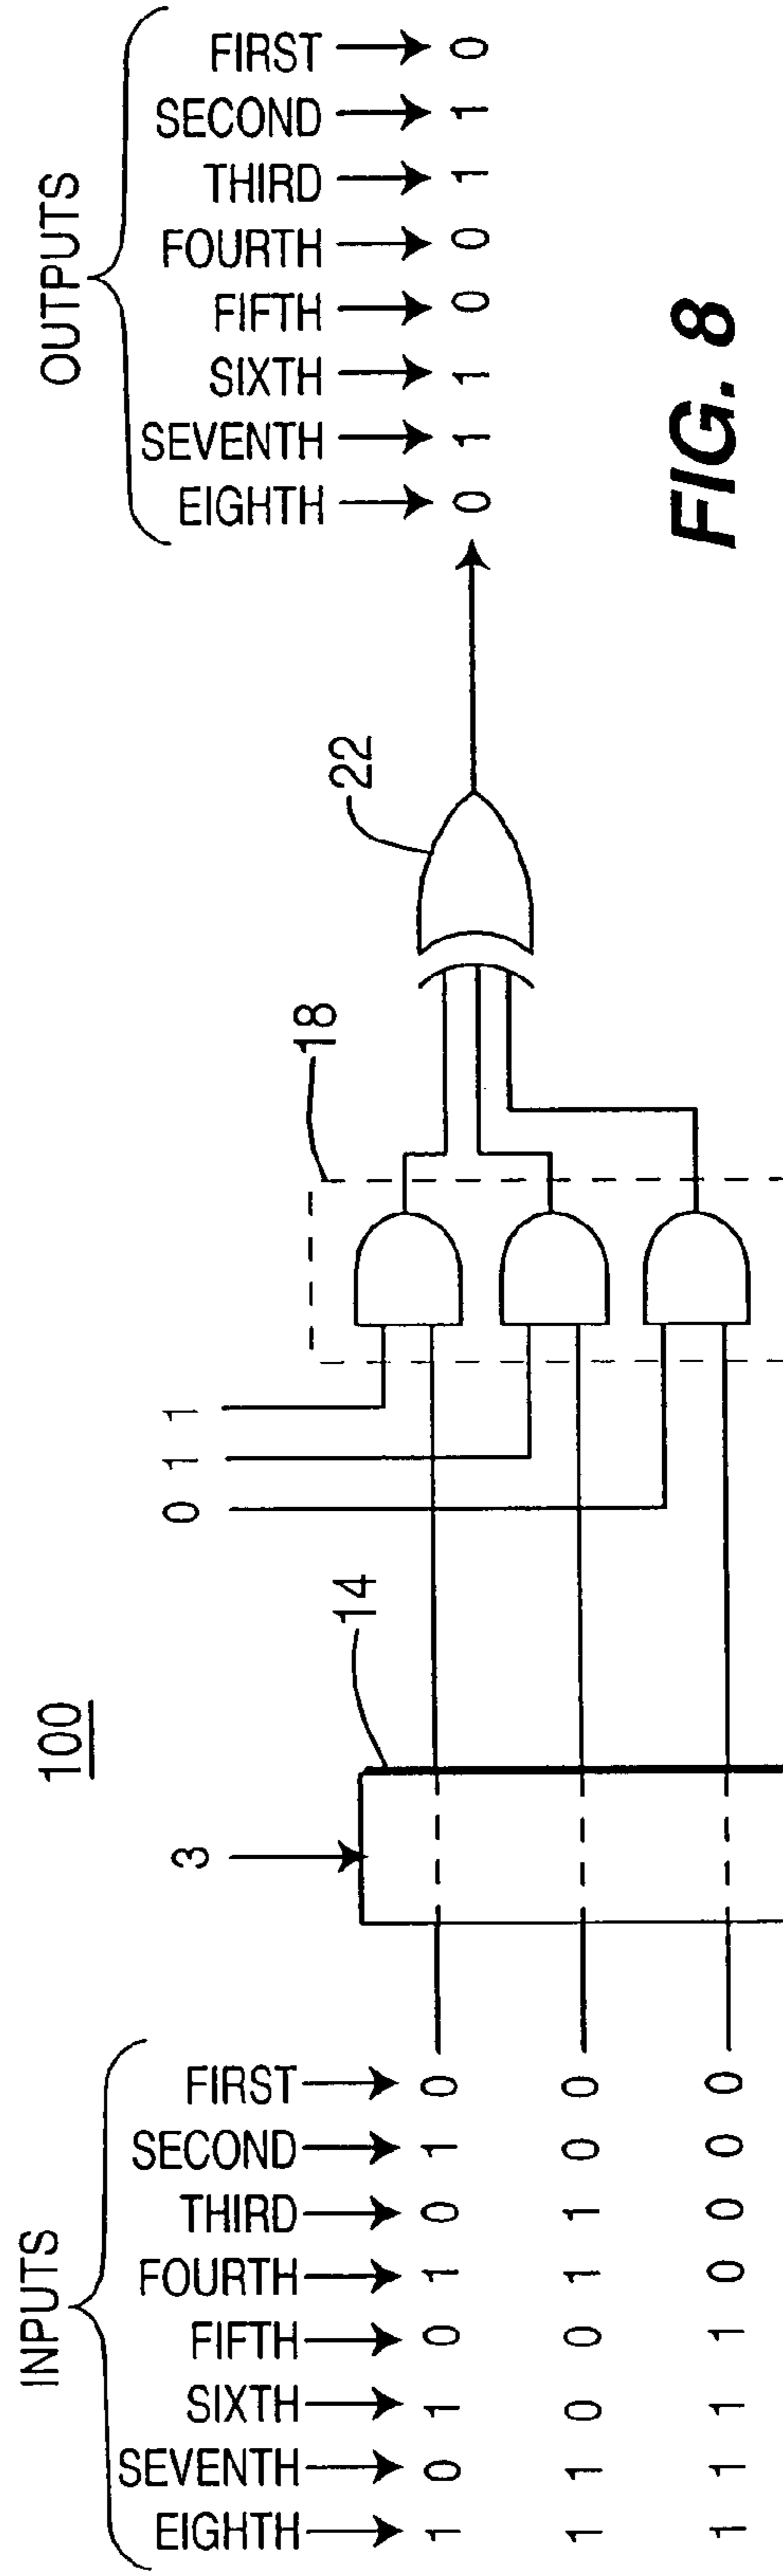 100
INPUTS
EIGHTH SEVENTH SIXTH FIFTH FOURTH THIRD SECOND FIRST
1 0 1 0 1 0 1 0
1 1 0 0 1 1 0 0
1 1 1 1 0 0 0 0
3
14
0 1 1
18
22
OUTPUTS
EIGHTH SEVENTH SIXTH FIFTH FOURTH THIRD SECOND FIRST
0 1 1 0 0 1 1 0
FIG. 8